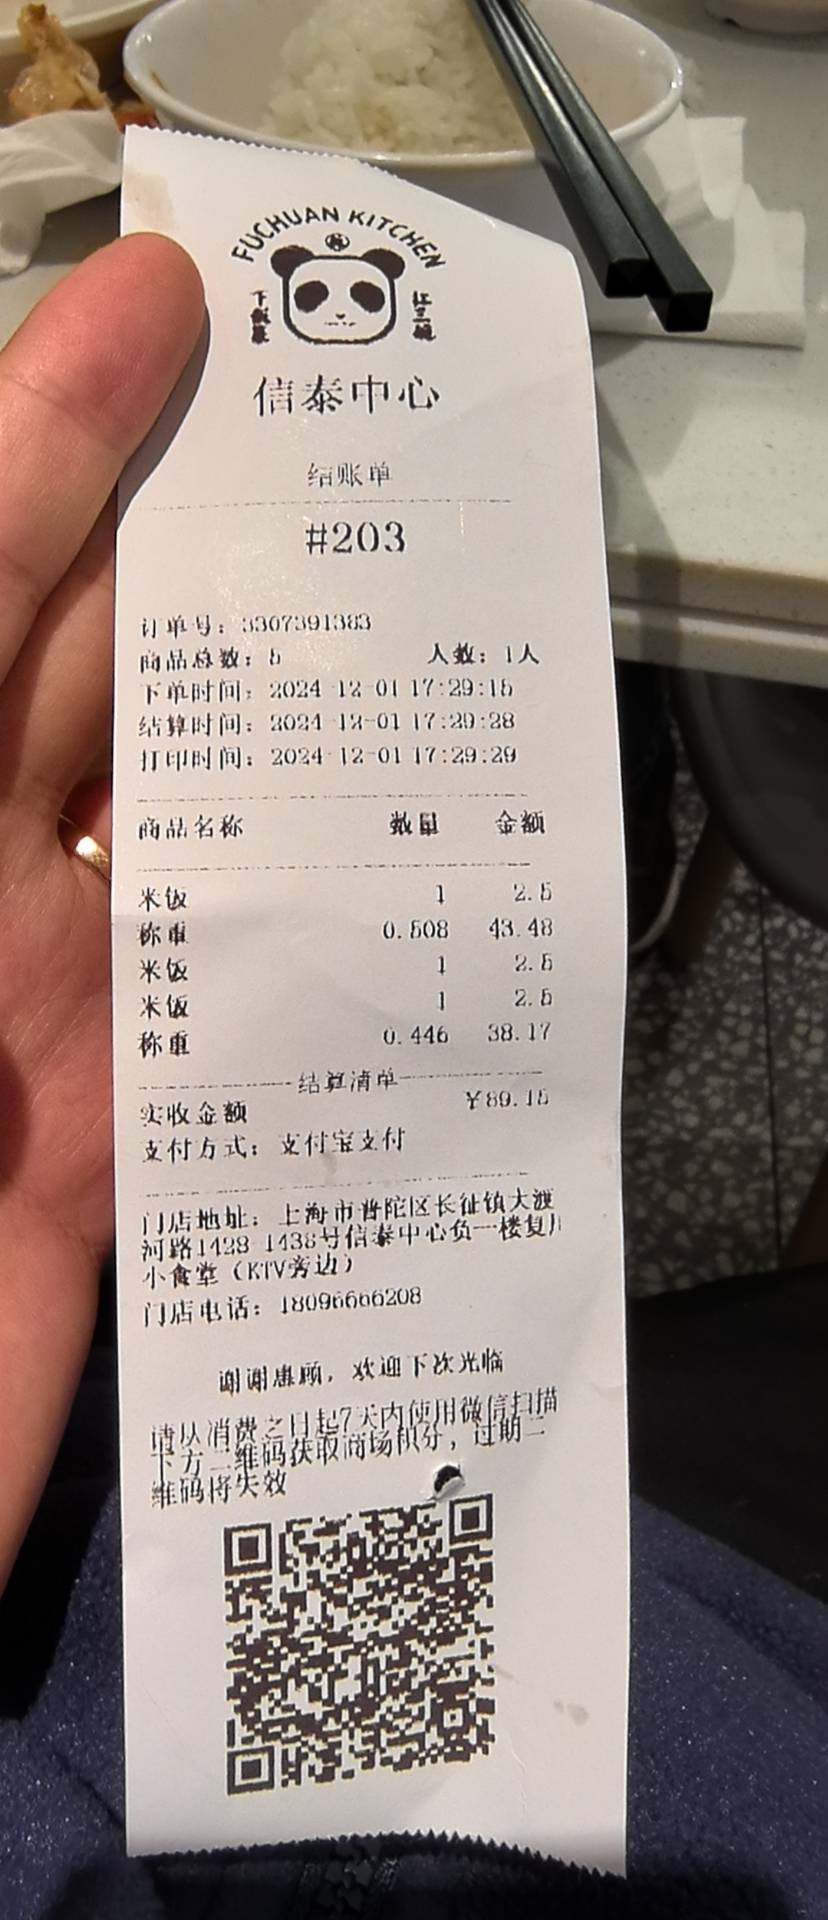 FUCHUAN KITCHEN
下饭菜
江三碗
信泰中心
结账单
#203
订单号：3307391383
商品总数：5 人数：1人
下单时间：2024-12-01 17:29:15
结算时间：2024-12-01 17:29:28
打印时间：2024-12-01 17:29:29
商品名称 数量 金额
米饭 1 2.5
称重 0.508 43.48
米饭 1 2.5
米饭 1 2.5
称重 0.446 38.17
结算清单
实收金额 ￥89.15
支付方式：支付宝支付
门店地址：上海市普陀区长征镇大渡
河路1428-1438号信泰中心负一楼复
小食堂（KTV旁边）
门店电话：18096666208
谢谢惠顾，欢迎下次光临
请从消费之日起7天内使用微信扫描
下方二维码获取商场积分，过期二
维码将失效